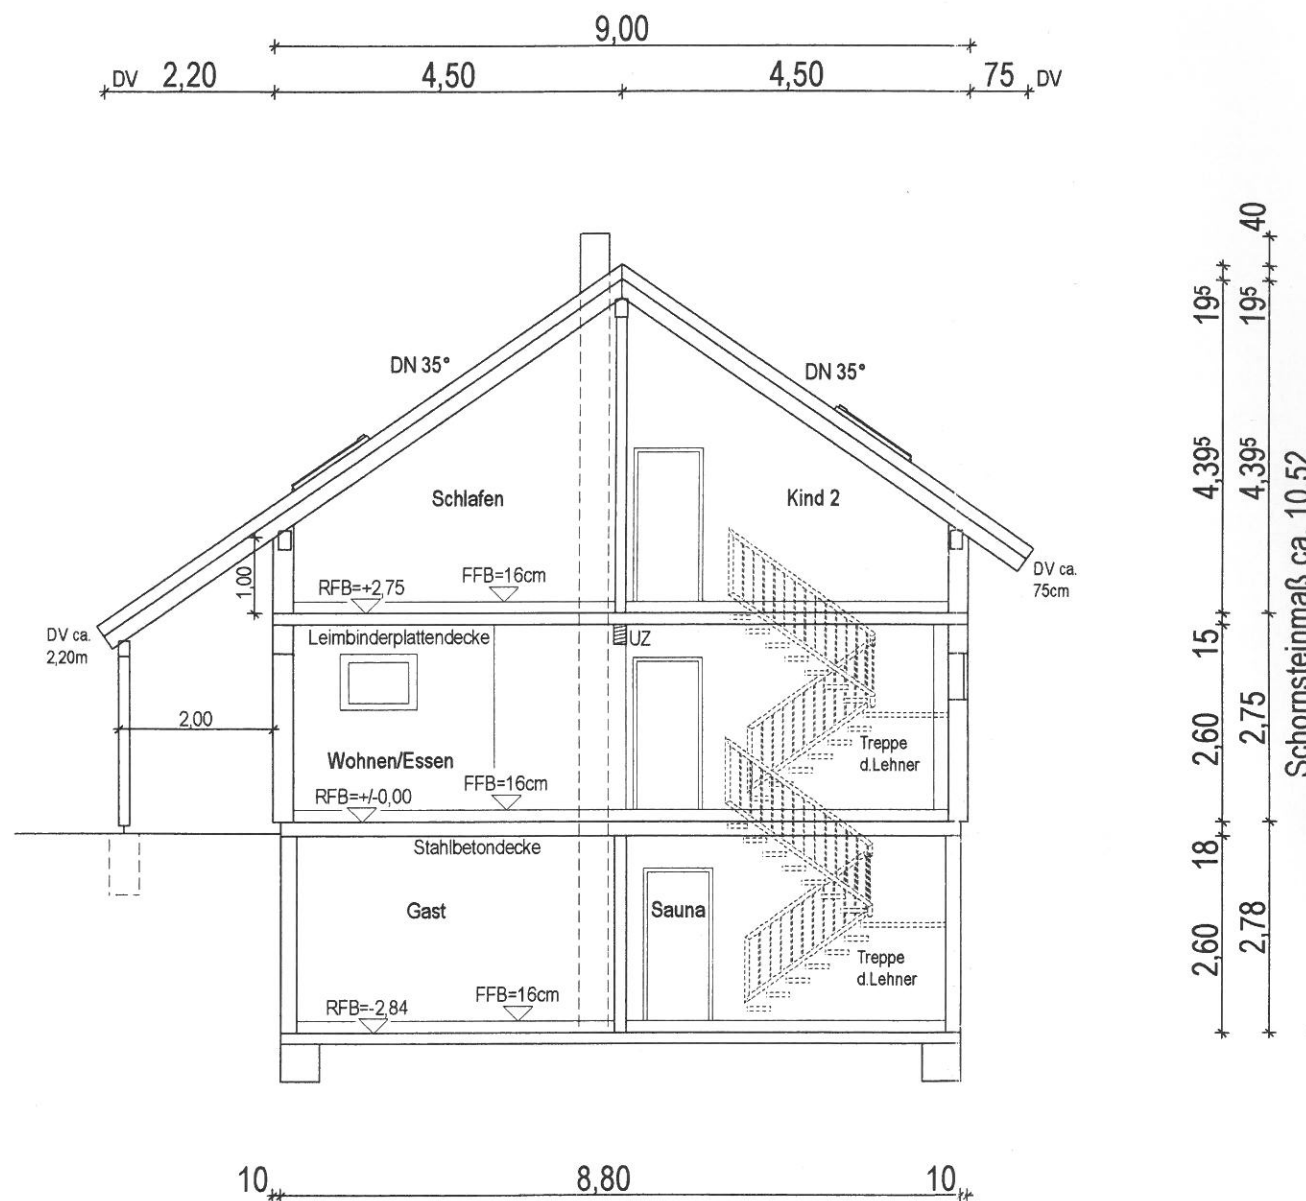 9,00
DV 2,20 4,50 4,50 75 DV
40
19⁵ 19⁵
DN 35° DN 35°
4,39⁵ 4,39⁵
Schornsteinmaß ca. 10,52
Schlafen Kind 2
1,00
RFB=+2,75 FFB=16cm
DV ca.
75cm
DV ca.
2,20m
Leimbinderplattendecke UZ
15
2,00
2,60 2,75
Wohnen/Essen
Treppe
d.Lehner
RFB=+/-0,00 FFB=16cm
Stahlbetondecke
18
Gast Sauna
2,60 2,78
Treppe
d.Lehner
RFB=-2,84 FFB=16cm
10 8,80 10